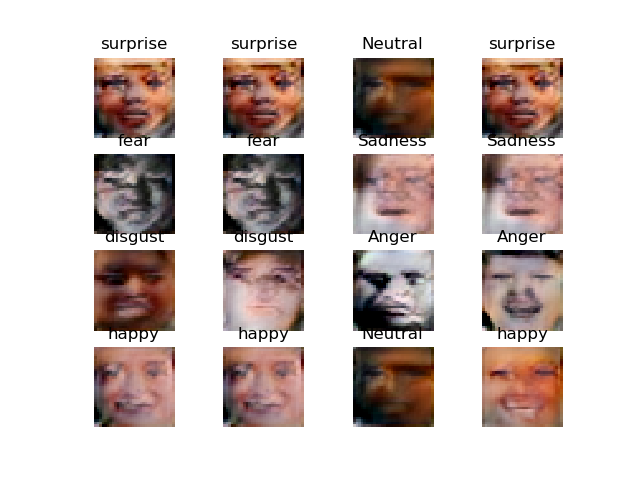 surprise surprise Neutral surprise
fear fear Sadness Sadness
disgust disgust Anger Anger
happy happy Neutral happy